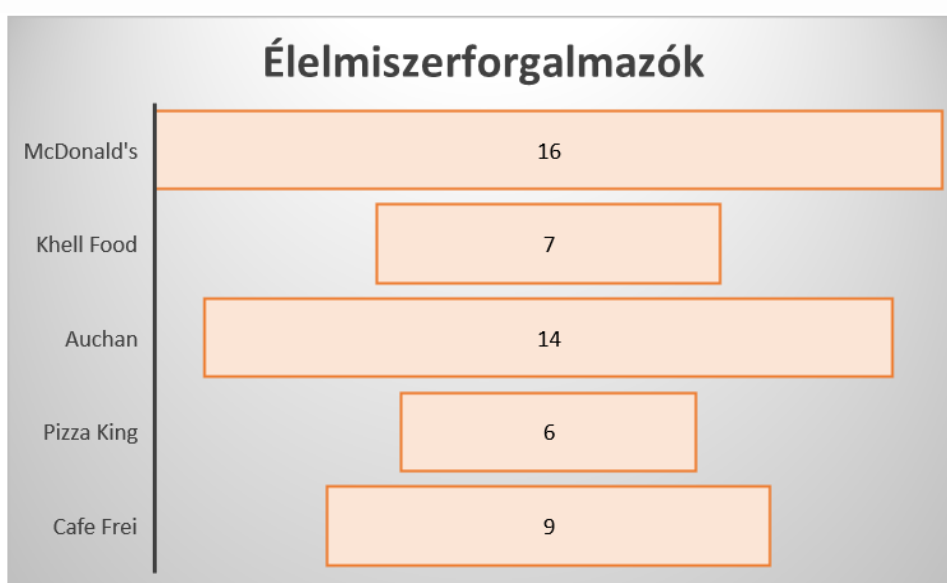 Élelmiszerforgalmazók
McDonald's
16
Khell Food
7
Auchan
14
Pizza King
6
Cafe Frei
9